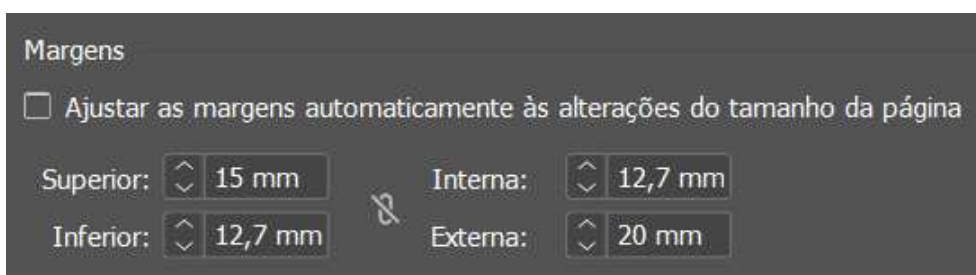 Margens
Ajustar as margens automaticamente às alterações do tamanho da página
Superior: 15 mm Interna: 12,7 mm
Inferior: 12,7 mm Externa: 20 mm